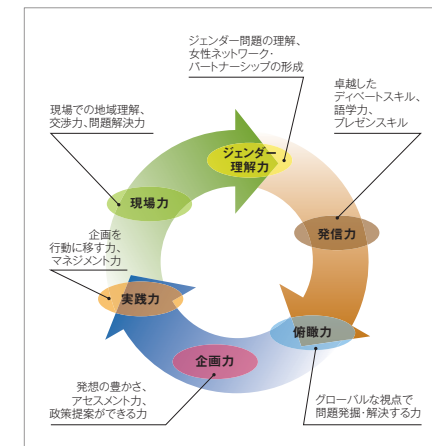 ジェンダー問題の理解、
女性ネットワーク・
パートナーシップの形成
卓越した
ディベートスキル、
語学力、
プレゼンスキル
現場での地域理解、
交渉力、問題解決力
ジェンダー
理解力
現場力
発信力
企画を
行動に移す力、
マネジメント力
実践力
俯瞰力
企画力
発想の豊かさ、
アセスメント力、
政策提案ができる力
グローバルな視点で
問題発掘・解決する力